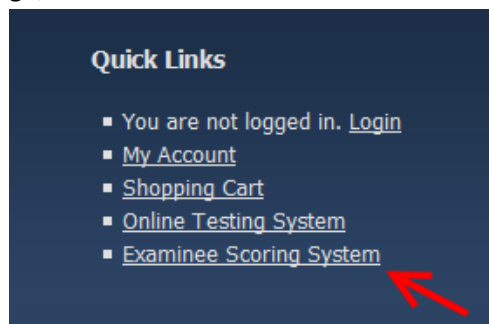 Quick Links
You are not logged in. Login
My Account
Shopping Cart
Online Testing System
Examinee Scoring System